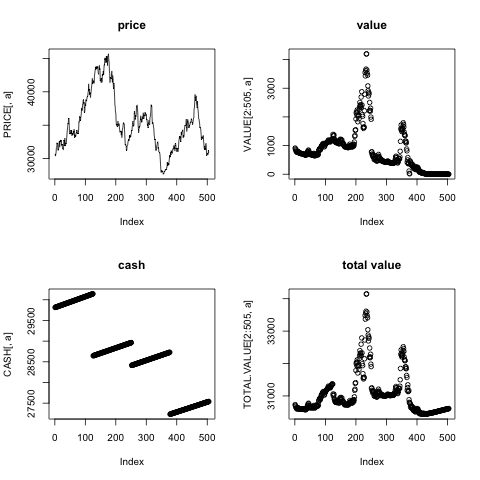 price
PRICE[, a]
40000
30000
0 100 200 300 400 500
Index
value
VALUE[2:505, a]
3000
1000
0
0 100 200 300 400 500
Index
cash
CASH[, a]
29500
28500
27500
0 100 200 300 400 500
Index
total value
TOTAL.VALUE[2:505, a]
33000
31000
0 100 200 300 400 500
Index